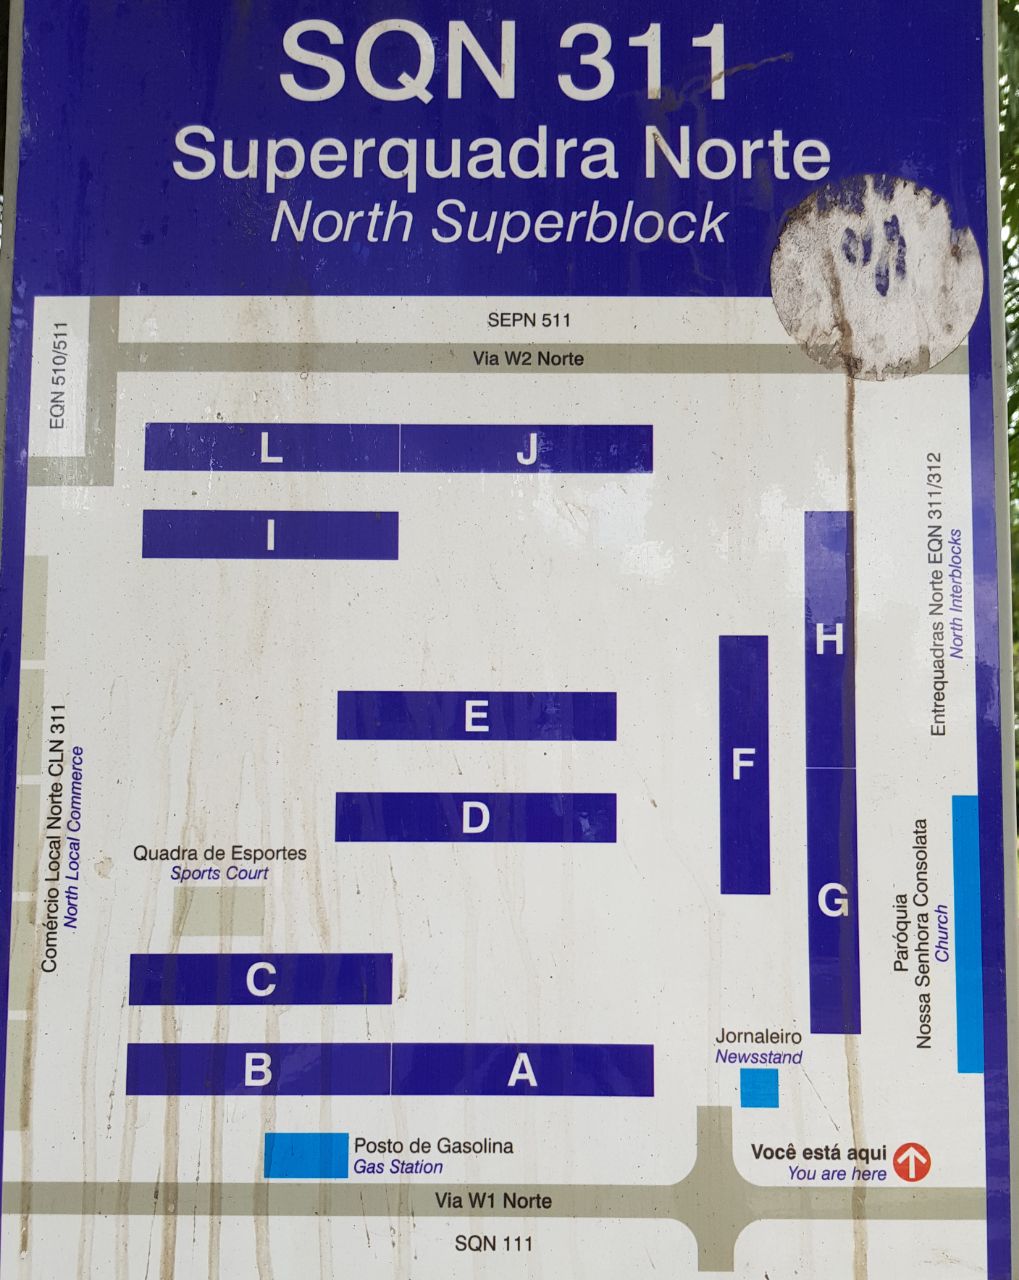 SQN 311
Superquadra Norte
North Superblock
SEPN 511
EQN 510/511
Via W2 Norte
L
J
I
Entrequadras Norte EQN 311/312
North Interblocks
H
E
F
D
Comércio Local Norte CLN 311
North Local Commerce
Quadra de Esportes
Sports Court
G
Paróquia
Nossa Senhora Consolata
Church
C
Jornaleiro
Newsstand
B
A
Posto de Gasolina
Gas Station
Você está aqui
You are here
Via W1 Norte
SQN 111